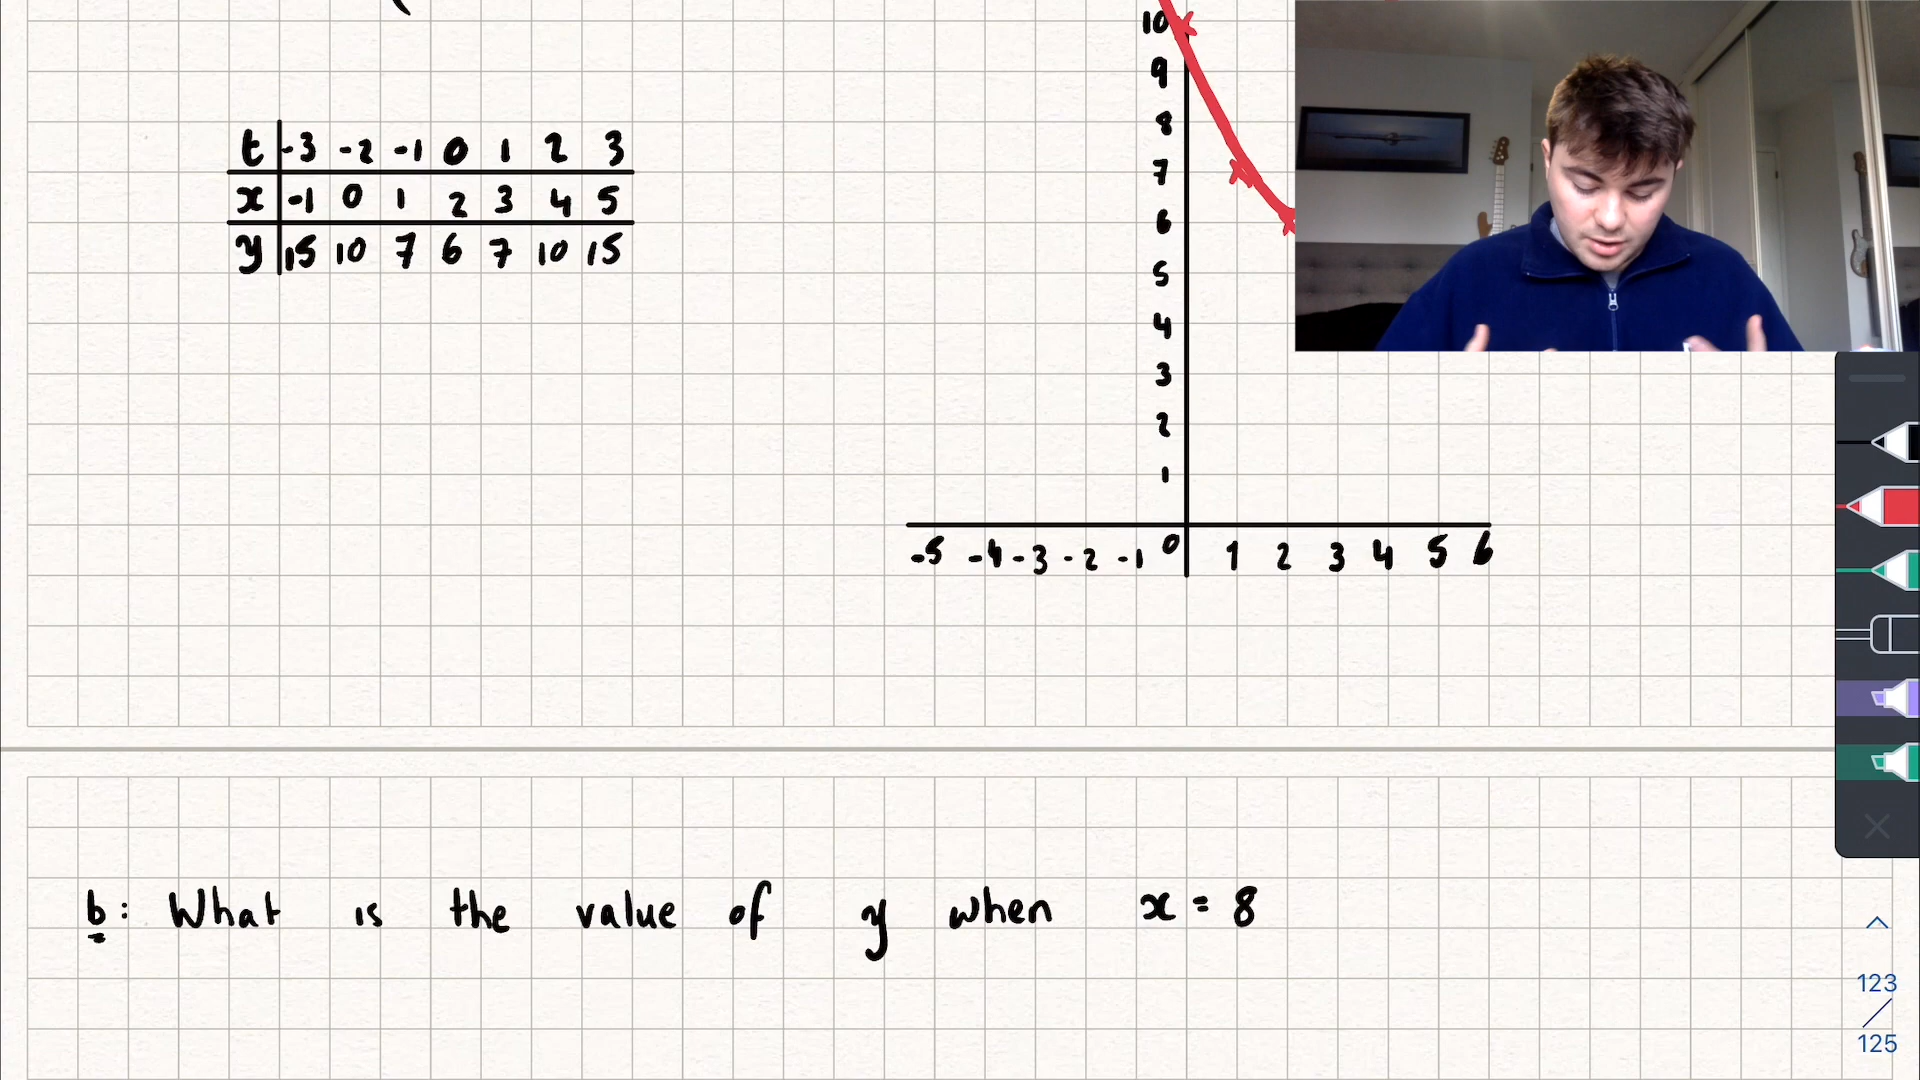 t -3 -2 -1 0 1 2 3
x -1 0 1 2 3 4 5
y 15 10 7 6 7 10 15
10
9
8
7
6
5
4
3
2
1
-5 -4 -3 -2 -1 0 1 2 3 4 5 6
b: What is the value of y when x = 8
123
/
125